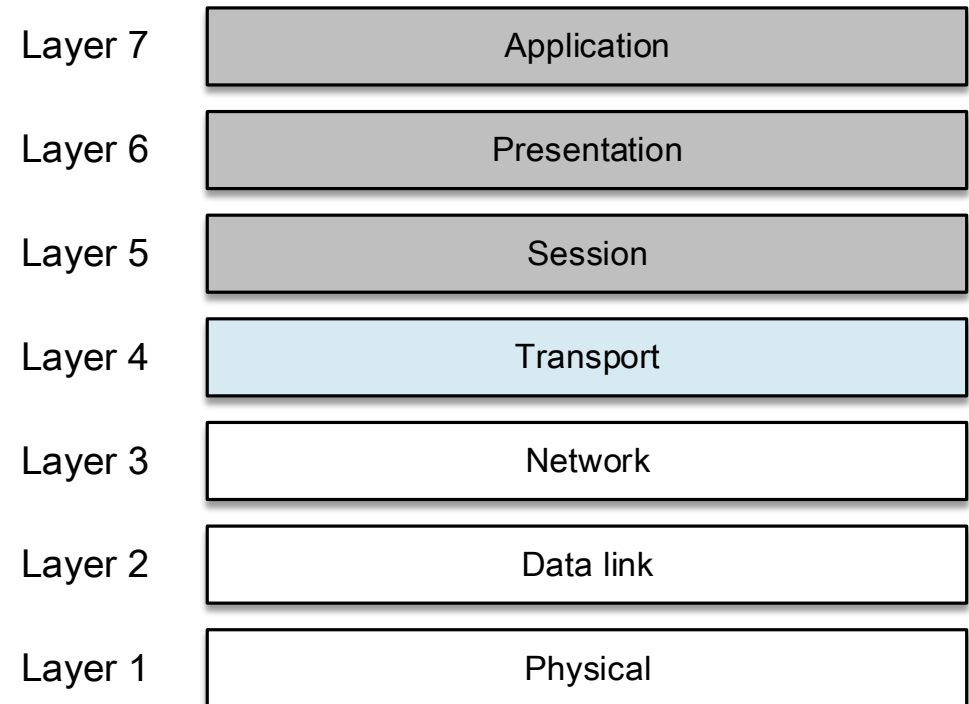 Layer 7 Application
Layer 6 Presentation
Layer 5 Session
Layer 4 Transport
Layer 3 Network
Layer 2 Data link
Layer 1 Physical